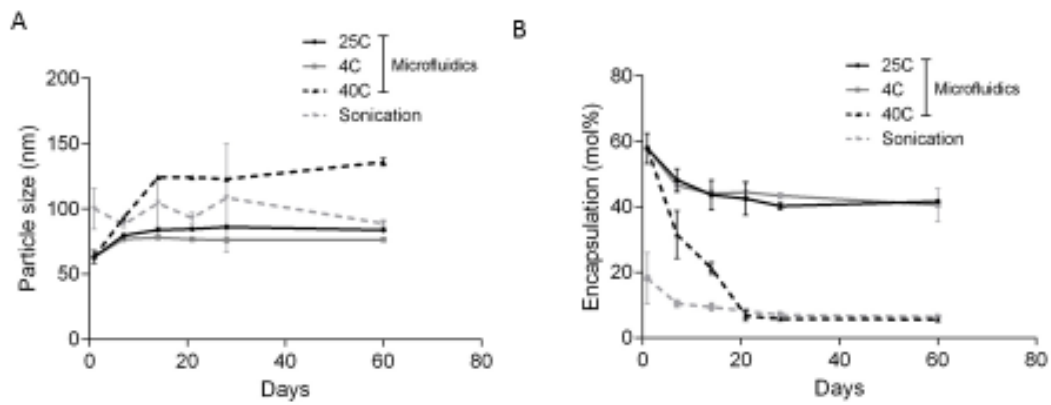 A
25C
4C
40C
Microfluidics
Sonication
200
150
100
50
0
Particle size (nm)
0 20 40 60 80
Days
B
25C
4C
40C
Microfluidics
Sonication
80
60
40
20
0
Encapsulation (mol%)
0 20 40 60 80
Days